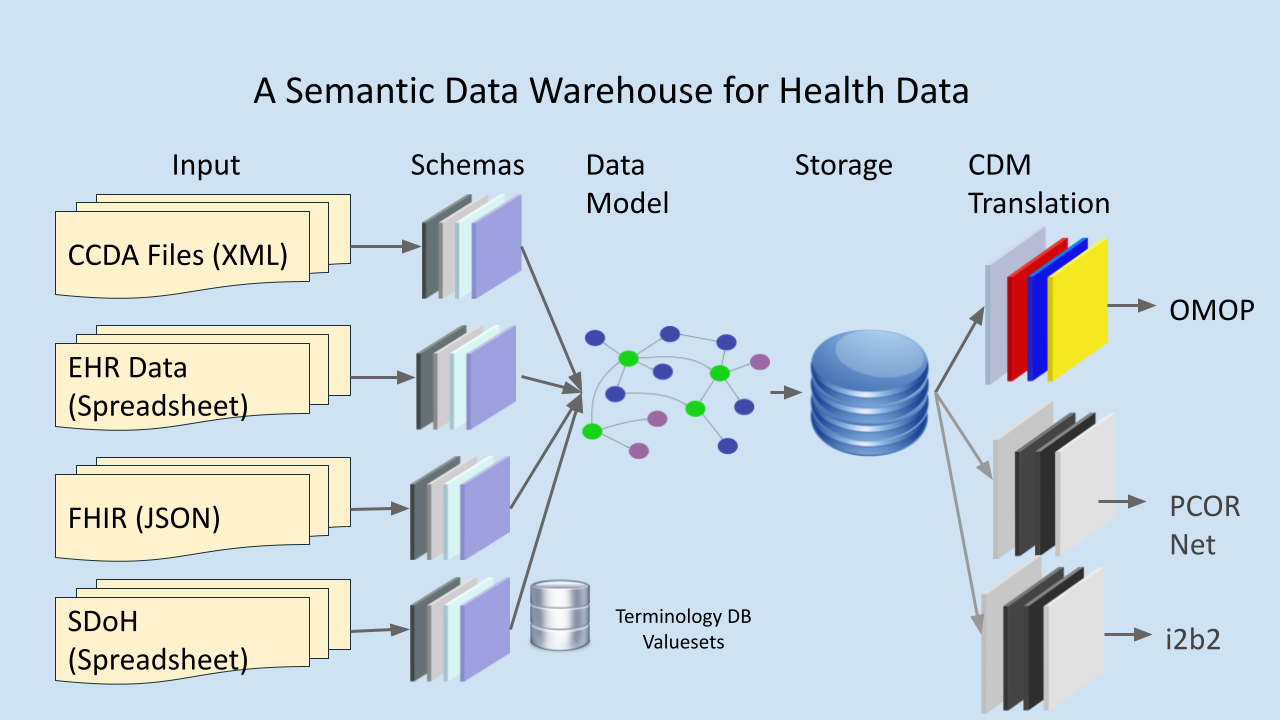 A Semantic Data Warehouse for Health Data
Input
Schemas
Data
Model
Storage
CDM
Translation
CCDA Files (XML)
EHR Data
(Spreadsheet)
FHIR (JSON)
SDoH
(Spreadsheet)
Terminology DB
Valuesets
OMOP
PCOR
Net
i2b2